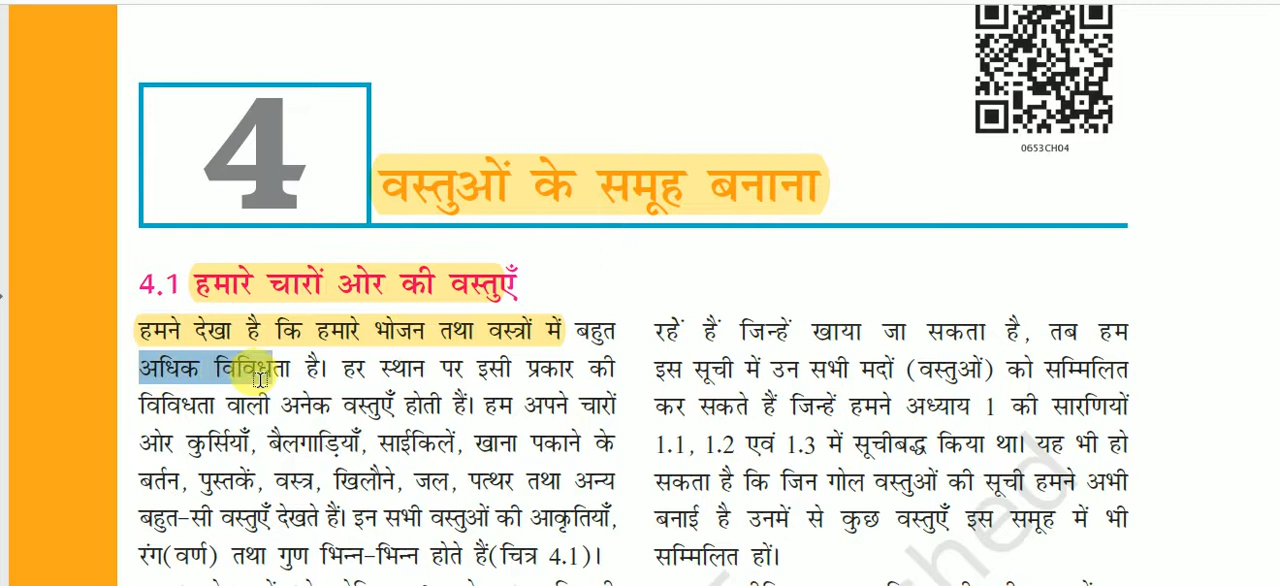 0653CH04
4
वस्तुओं के समूह बनाना
4.1 हमारे चारों ओर की वस्तुएँ
हमने देखा है कि हमारे भोजन तथा वस्त्रों में बहुत
अधिक विविधता है। हर स्थान पर इसी प्रकार की
विविधता वाली अनेक वस्तुएँ होती हैं। हम अपने चारों
ओर कुर्सियाँ, बैलगाड़ियाँ, साईकिलें, खाना पकाने के
बर्तन, पुस्तकें, वस्त्र, खिलौने, जल, पत्थर तथा अन्य
बहुत-सी वस्तुएँ देखते हैं। इन सभी वस्तुओं की आकृतियाँ,
रंग(वर्ण) तथा गुण भिन्न-भिन्न होते हैं(चित्र 4.1)।
रहें हैं जिन्हें खाया जा सकता है, तब हम
इस सूची में उन सभी मदों (वस्तुओं) को सम्मिलित
कर सकते हैं जिन्हें हमने अध्याय 1 की सारणियों
1.1, 1.2 एवं 1.3 में सूचीबद्ध किया था। यह भी हो
सकता है कि जिन गोल वस्तुओं की सूची हमने अभी
बनाई है उनमें से कुछ वस्तुएँ इस समूह में भी
सम्मिलित हों।